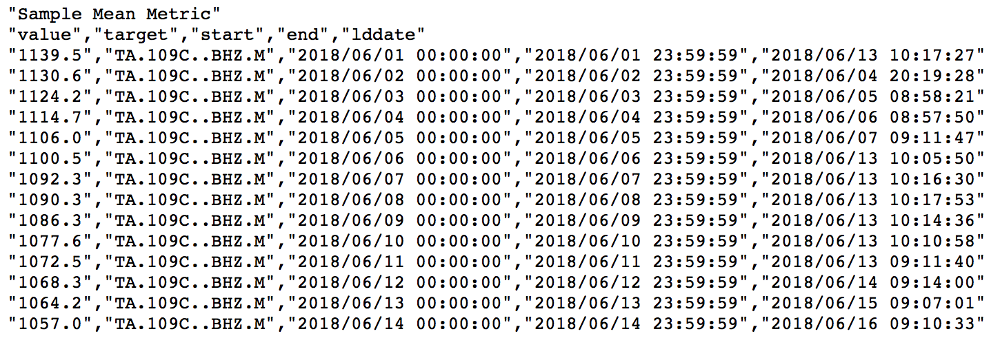 "Sample Mean Metric"
"value","target","start","end","lddate"
"1139.5","TA.109C..BHZ.M","2018/06/01 00:00:00","2018/06/01 23:59:59","2018/06/13 10:17:27"
"1130.6","TA.109C..BHZ.M","2018/06/02 00:00:00","2018/06/02 23:59:59","2018/06/04 20:19:28"
"1124.2","TA.109C..BHZ.M","2018/06/03 00:00:00","2018/06/03 23:59:59","2018/06/05 08:58:21"
"1114.7","TA.109C..BHZ.M","2018/06/04 00:00:00","2018/06/04 23:59:59","2018/06/06 08:57:50"
"1106.0","TA.109C..BHZ.M","2018/06/05 00:00:00","2018/06/05 23:59:59","2018/06/07 09:11:47"
"1100.5","TA.109C..BHZ.M","2018/06/06 00:00:00","2018/06/06 23:59:59","2018/06/13 10:05:50"
"1092.3","TA.109C..BHZ.M","2018/06/07 00:00:00","2018/06/07 23:59:59","2018/06/13 10:16:30"
"1090.3","TA.109C..BHZ.M","2018/06/08 00:00:00","2018/06/08 23:59:59","2018/06/13 10:17:53"
"1086.3","TA.109C..BHZ.M","2018/06/09 00:00:00","2018/06/09 23:59:59","2018/06/13 10:14:36"
"1077.6","TA.109C..BHZ.M","2018/06/10 00:00:00","2018/06/10 23:59:59","2018/06/13 10:10:58"
"1072.5","TA.109C..BHZ.M","2018/06/11 00:00:00","2018/06/11 23:59:59","2018/06/13 09:11:40"
"1068.3","TA.109C..BHZ.M","2018/06/12 00:00:00","2018/06/12 23:59:59","2018/06/14 09:14:00"
"1064.2","TA.109C..BHZ.M","2018/06/13 00:00:00","2018/06/13 23:59:59","2018/06/15 09:07:01"
"1057.0","TA.109C..BHZ.M","2018/06/14 00:00:00","2018/06/14 23:59:59","2018/06/16 09:10:33"